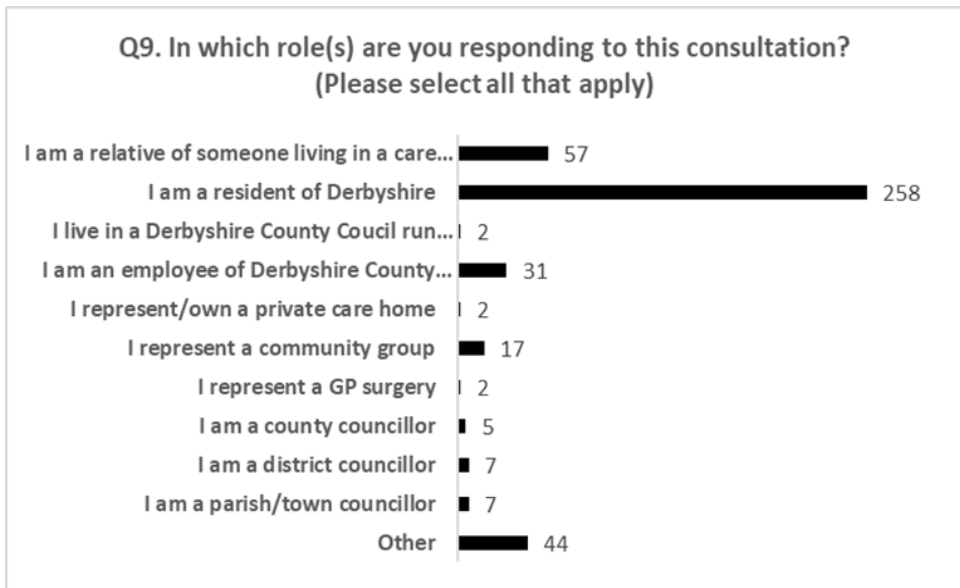 Q9. In which role(s) are you responding to this consultation?
(Please select all that apply)
I am a relative of someone living in a care... 57
I am a resident of Derbyshire 258
I live in a Derbyshire County Coucil run... 2
I am an employee of Derbyshire County... 31
I represent/own a private care home 2
I represent a community group 17
I represent a GP surgery 2
I am a county councillor 5
I am a district councillor 7
I am a parish/town councillor 7
Other 44